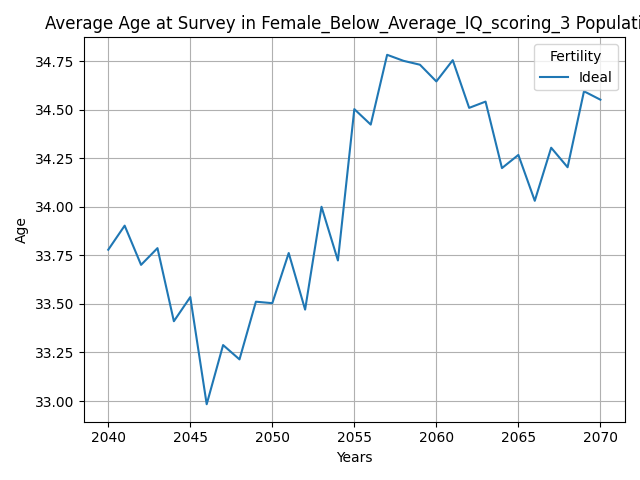 Average Age at Survey in Female_Below_Average_IQ_scoring_3 Populati
Fertility
Ideal
34.75
34.50
34.25
34.00
33.75
33.50
33.25
33.00
Age
2040 2045 2050 2055 2060 2065 2070
Years